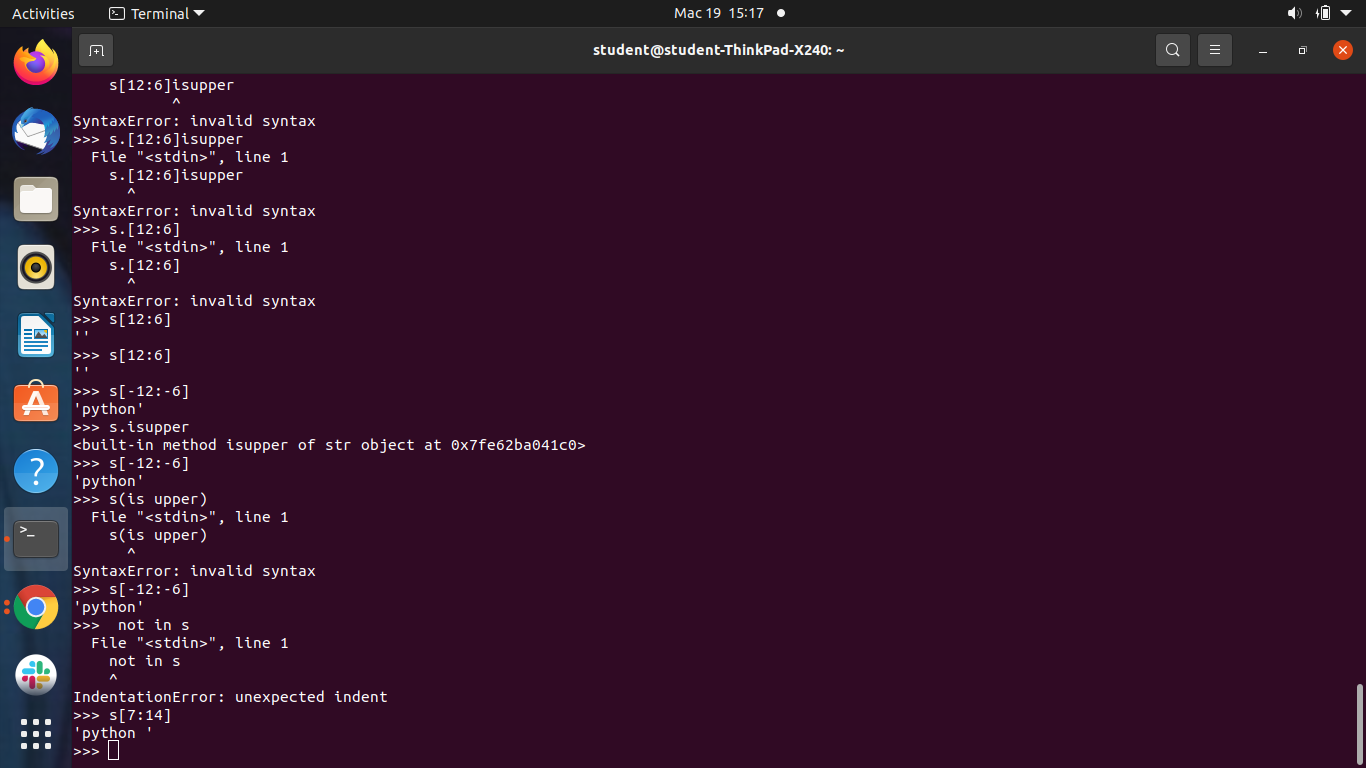 Activities Terminal Mac 19 15:17
student@student-ThinkPad-X240: ~
    s[12:6]isupper
           ^
SyntaxError: invalid syntax
>>> s.[12:6]isupper
  File "<stdin>", line 1
    s.[12:6]isupper
      ^
SyntaxError: invalid syntax
>>> s.[12:6]
  File "<stdin>", line 1
    s.[12:6]
      ^
SyntaxError: invalid syntax
>>> s[12:6]
''
>>> s[12:6]
''
>>> s[-12:-6]
'python'
>>> s.isupper
<built-in method isupper of str object at 0x7fe62ba041c0>
>>> s[-12:-6]
'python'
>>> s(is upper)
  File "<stdin>", line 1
    s(is upper)
      ^
SyntaxError: invalid syntax
>>> s[-12:-6]
'python'
>>>  not in s
  File "<stdin>", line 1
    not in s
    ^
IndentationError: unexpected indent
>>> s[7:14]
'python '
>>>